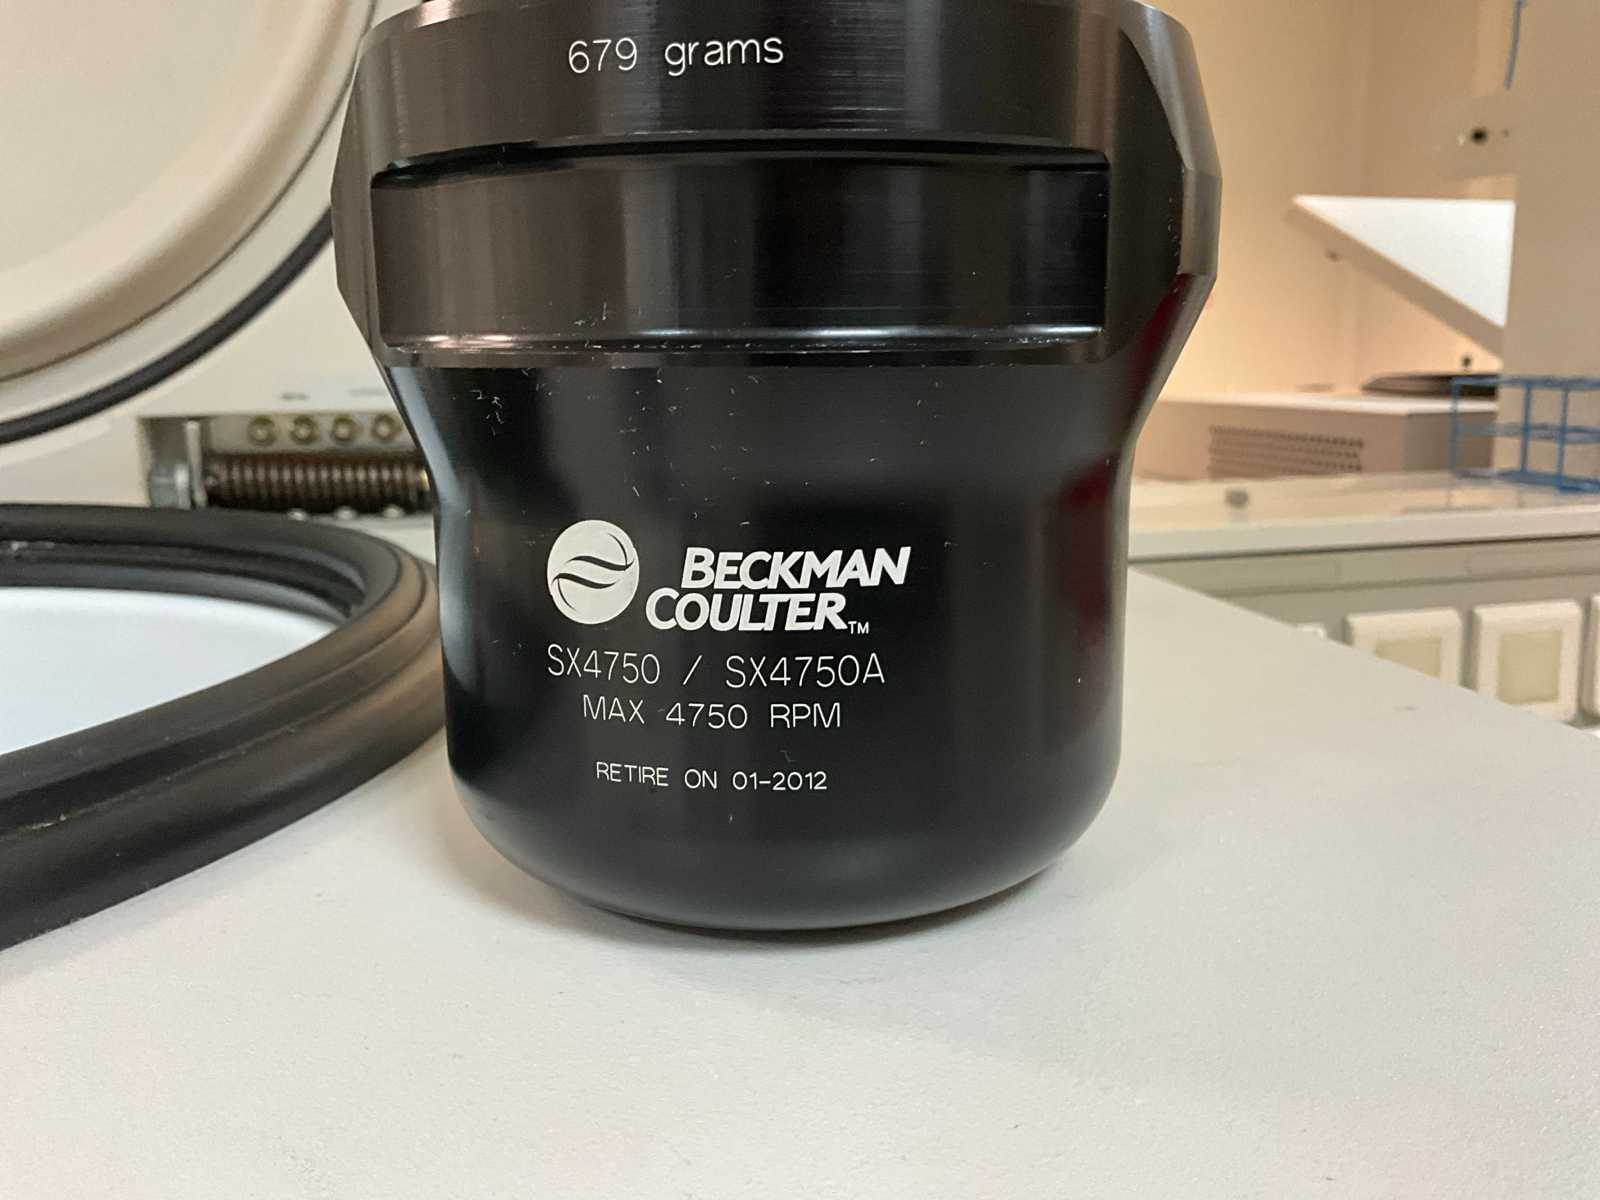 679 grams
BECKMAN
COULTER™
SX4750 / SX4750A
MAX 4750 RPM
RETIRE ON 01-2012